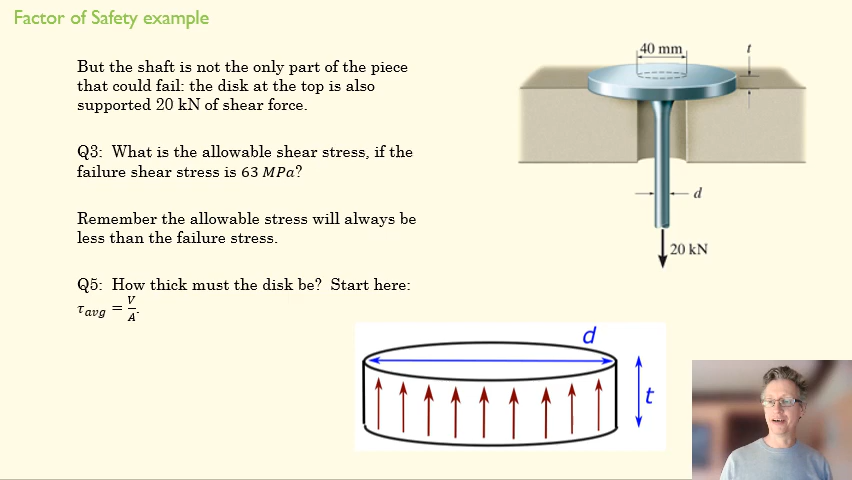 Factor of Safety example
But the shaft is not the only part of the piece
that could fail: the disk at the top is also
supported 20 kN of shear force.
Q3: What is the allowable shear stress, if the
failure shear stress is 63 MPa?
Remember the allowable stress will always be
less than the failure stress.
Q5: How thick must the disk be? Start here:
τavg = V/A.
40 mm
t
d
20 kN
d
t